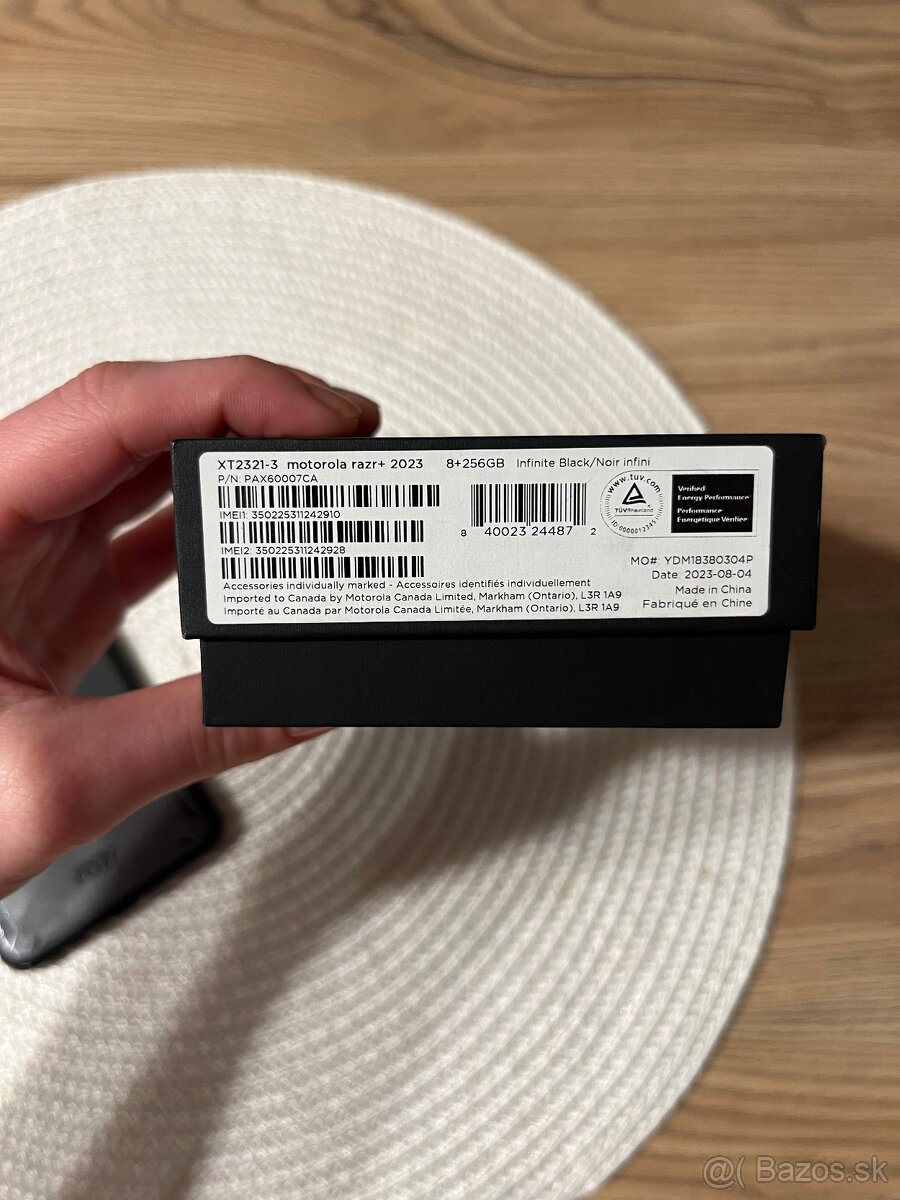 XT2321-3 motorola razr+ 2023 8+256GB Infinite Black/Noir infini
P/N: PAX60007CA
IMEI1: 350225311242910
IMEI2: 350225311242928
Accessories individually marked - Accessoires identifiés individuellement
Imported to Canada by Motorola Canada Limited, Markham (Ontario), L3R 1A9
Importé au Canada par Motorola Canada Limitée, Markham (Ontario), L3R 1A9
8 40023 24487 2
www.tuv.com
TÜVRheinland
ID:0000012345
Verified
Energy Performance
Performance
Energetique Vérifiée
MO#: YDM18380304P
Date: 2023-08-04
Made in China
Fabriqué en Chine
@( Bazos.sk